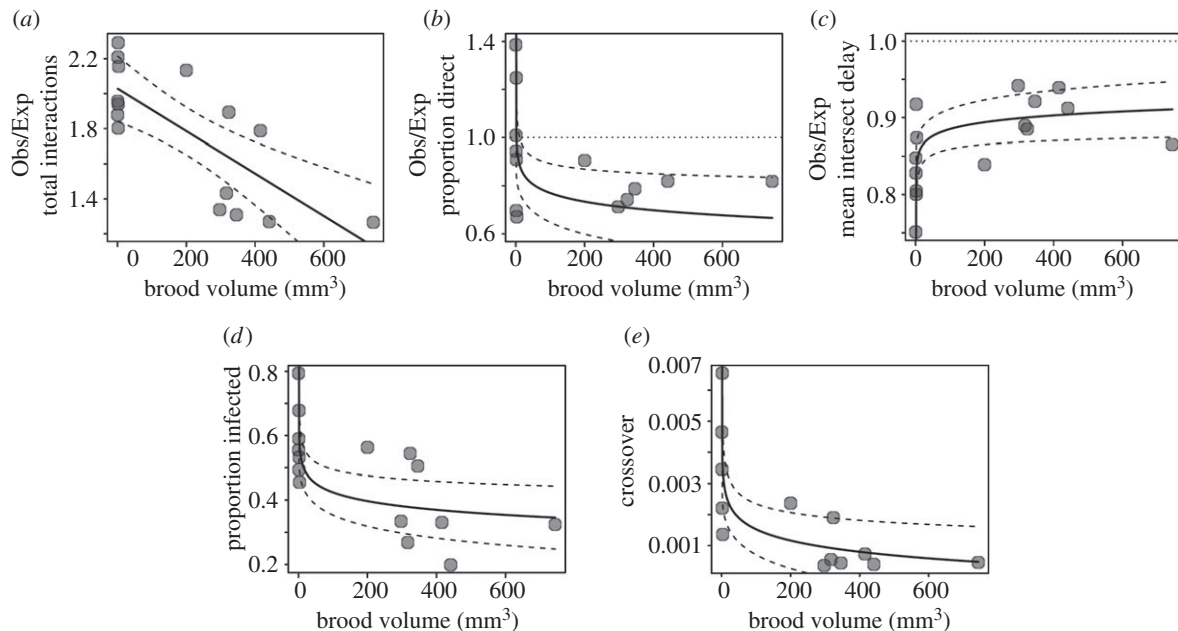 (a)
Obs/Exp
total interactions
2.2
1.8
1.4
0 200 400 600
brood volume (mm³)
(b)
Obs/Exp
proportion direct
1.4
1.0
0.6
0 200 400 600
brood volume (mm³)
(c)
Obs/Exp
mean intersect delay
1.0
0.9
0.8
0 200 400 600
brood volume (mm³)
(d)
proportion infected
0.8
0.6
0.4
0.2
0 200 400 600
brood volume (mm³)
(e)
crossover
0.007
0.005
0.003
0.001
0 200 400 600
brood volume (mm³)